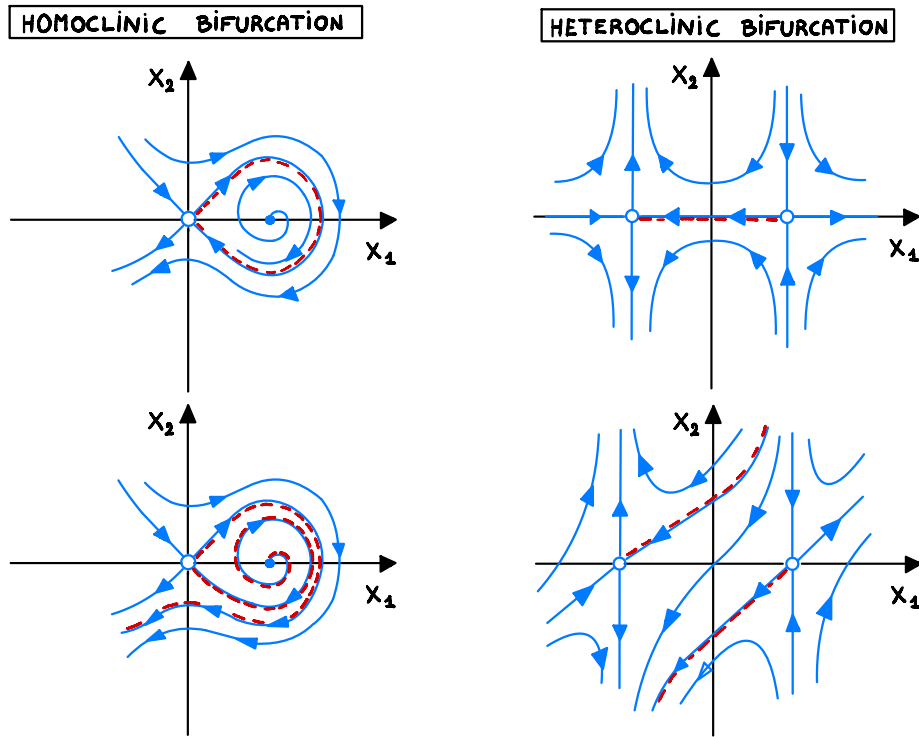 HOMOCLINIC BIFURCATION
HETEROCLINIC BIFURCATION
X2
X1
X2
X1
X2
X1
X2
X1